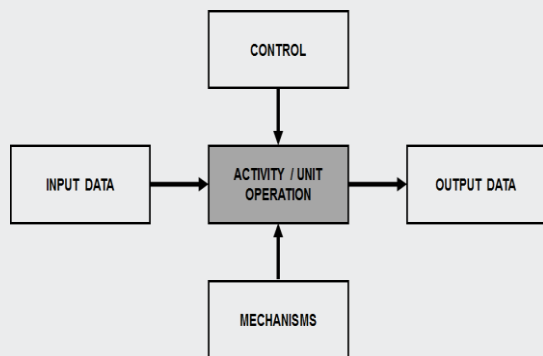 CONTROL
INPUT DATA
ACTIVITY / UNIT
OPERATION
OUTPUT DATA
MECHANISMS